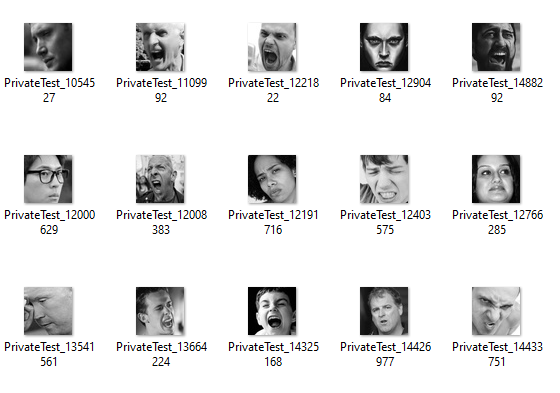 PrivateTest_10545
27
PrivateTest_11099
92
PrivateTest_12218
22
PrivateTest_12904
84
PrivateTest_14882
92
PrivateTest_12000
629
PrivateTest_12008
383
PrivateTest_12191
716
PrivateTest_12403
575
PrivateTest_12766
285
PrivateTest_13541
561
PrivateTest_13664
224
PrivateTest_14325
168
PrivateTest_14426
977
PrivateTest_14433
751